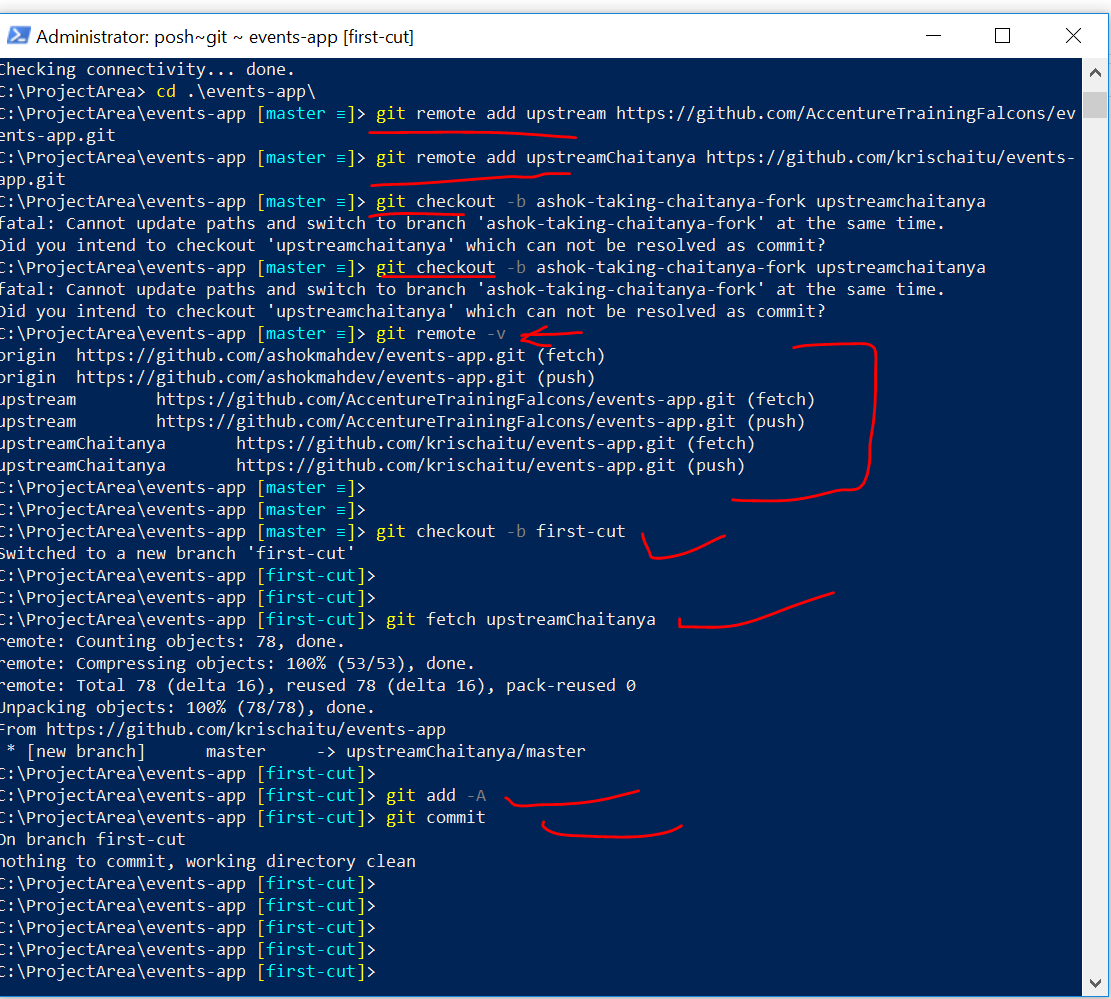 Administrator: posh~git ~ events-app [first-cut]
Checking connectivity... done.
C:\ProjectArea> cd .\events-app\
C:\ProjectArea\events-app [master ≡]> git remote add upstream https://github.com/AccentureTrainingFalcons/ev
ents-app.git
C:\ProjectArea\events-app [master ≡]> git remote add upstreamChaitanya https://github.com/krischaitu/events-
app.git
C:\ProjectArea\events-app [master ≡]> git checkout -b ashok-taking-chaitanya-fork upstreamchaitanya
fatal: Cannot update paths and switch to branch 'ashok-taking-chaitanya-fork' at the same time.
Did you intend to checkout 'upstreamchaitanya' which can not be resolved as commit?
C:\ProjectArea\events-app [master ≡]> git checkout -b ashok-taking-chaitanya-fork upstreamchaitanya
fatal: Cannot update paths and switch to branch 'ashok-taking-chaitanya-fork' at the same time.
Did you intend to checkout 'upstreamchaitanya' which can not be resolved as commit?
C:\ProjectArea\events-app [master ≡]> git remote -v
origin  https://github.com/ashokmahdev/events-app.git (fetch)
origin  https://github.com/ashokmahdev/events-app.git (push)
upstream        https://github.com/AccentureTrainingFalcons/events-app.git (fetch)
upstream        https://github.com/AccentureTrainingFalcons/events-app.git (push)
upstreamChaitanya       https://github.com/krischaitu/events-app.git (fetch)
upstreamChaitanya       https://github.com/krischaitu/events-app.git (push)
C:\ProjectArea\events-app [master ≡]>
C:\ProjectArea\events-app [master ≡]>
C:\ProjectArea\events-app [master ≡]> git checkout -b first-cut
Switched to a new branch 'first-cut'
C:\ProjectArea\events-app [first-cut]>
C:\ProjectArea\events-app [first-cut]>
C:\ProjectArea\events-app [first-cut]> git fetch upstreamChaitanya
remote: Counting objects: 78, done.
remote: Compressing objects: 100% (53/53), done.
remote: Total 78 (delta 16), reused 78 (delta 16), pack-reused 0
Unpacking objects: 100% (78/78), done.
From https://github.com/krischaitu/events-app
 * [new branch]      master     -> upstreamChaitanya/master
C:\ProjectArea\events-app [first-cut]>
C:\ProjectArea\events-app [first-cut]> git add -A
C:\ProjectArea\events-app [first-cut]> git commit
On branch first-cut
nothing to commit, working directory clean
C:\ProjectArea\events-app [first-cut]>
C:\ProjectArea\events-app [first-cut]>
C:\ProjectArea\events-app [first-cut]>
C:\ProjectArea\events-app [first-cut]>
C:\ProjectArea\events-app [first-cut]>